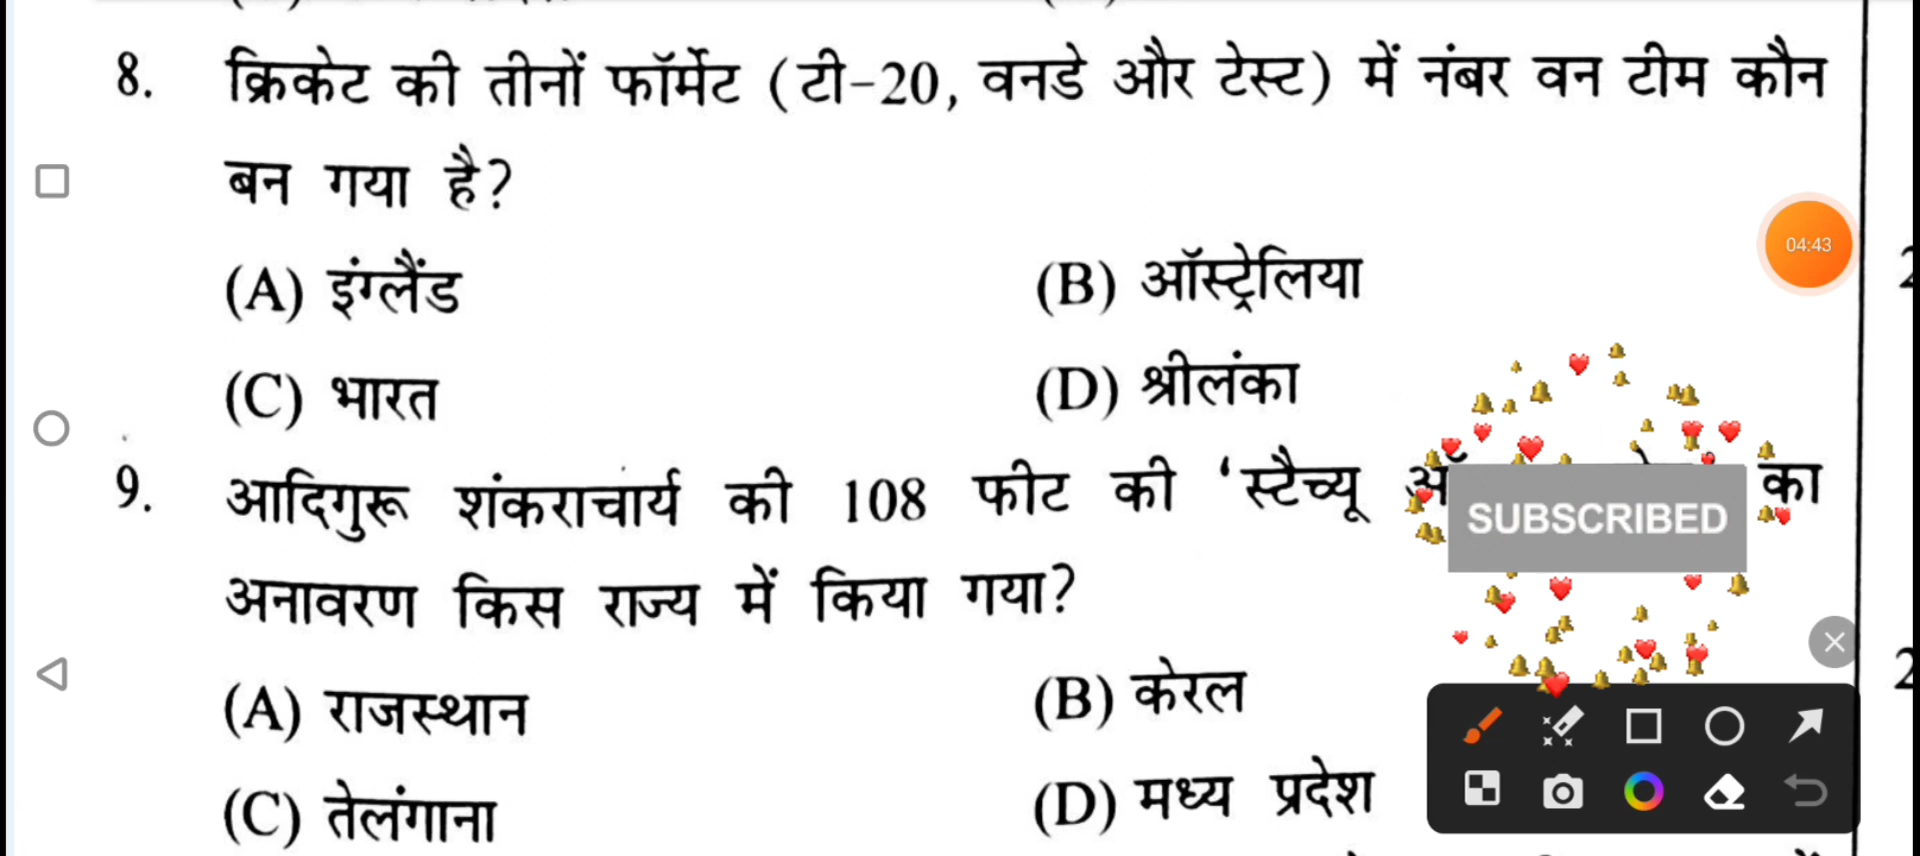 8. क्रिकेट की तीनों फॉर्मेट (टी-20, वनडे और टेस्ट) में नंबर वन टीम कौन
बन गया है?
(A) इंग्लैंड (B) ऑस्ट्रेलिया
(C) भारत (D) श्रीलंका
04:43
9. आदिगुरू शंकराचार्य की 108 फीट की ‘स्टैच्यू का
SUBSCRIBED
अनावरण किस राज्य में किया गया?
(A) राजस्थान (B) केरल
(C) तेलंगाना (D) मध्य प्रदेश